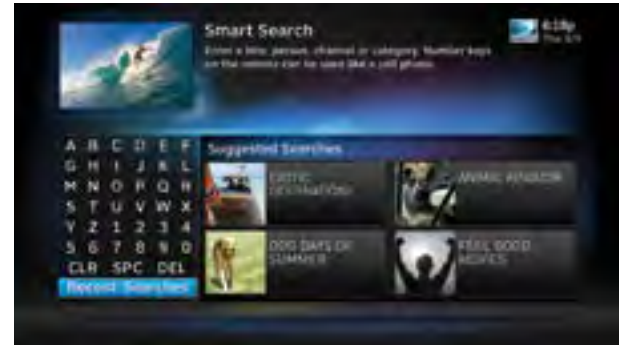 Smart Search
Enter a title, person, channel or category. Number keys
on the remote can be used like a cell phone.
6:18p
A B C D E F
G H I J K L
M N O P Q R
S T U V W X
Y Z 1 2 3 4
5 6 7 8 9 0
CLR SPC DEL
Recent Searches
Suggested Searches
EXOTIC
DESTINATIONS
ANIMAL KINGDOM
DOG DAYS OF
SUMMER
FEEL GOOD
MOVIES